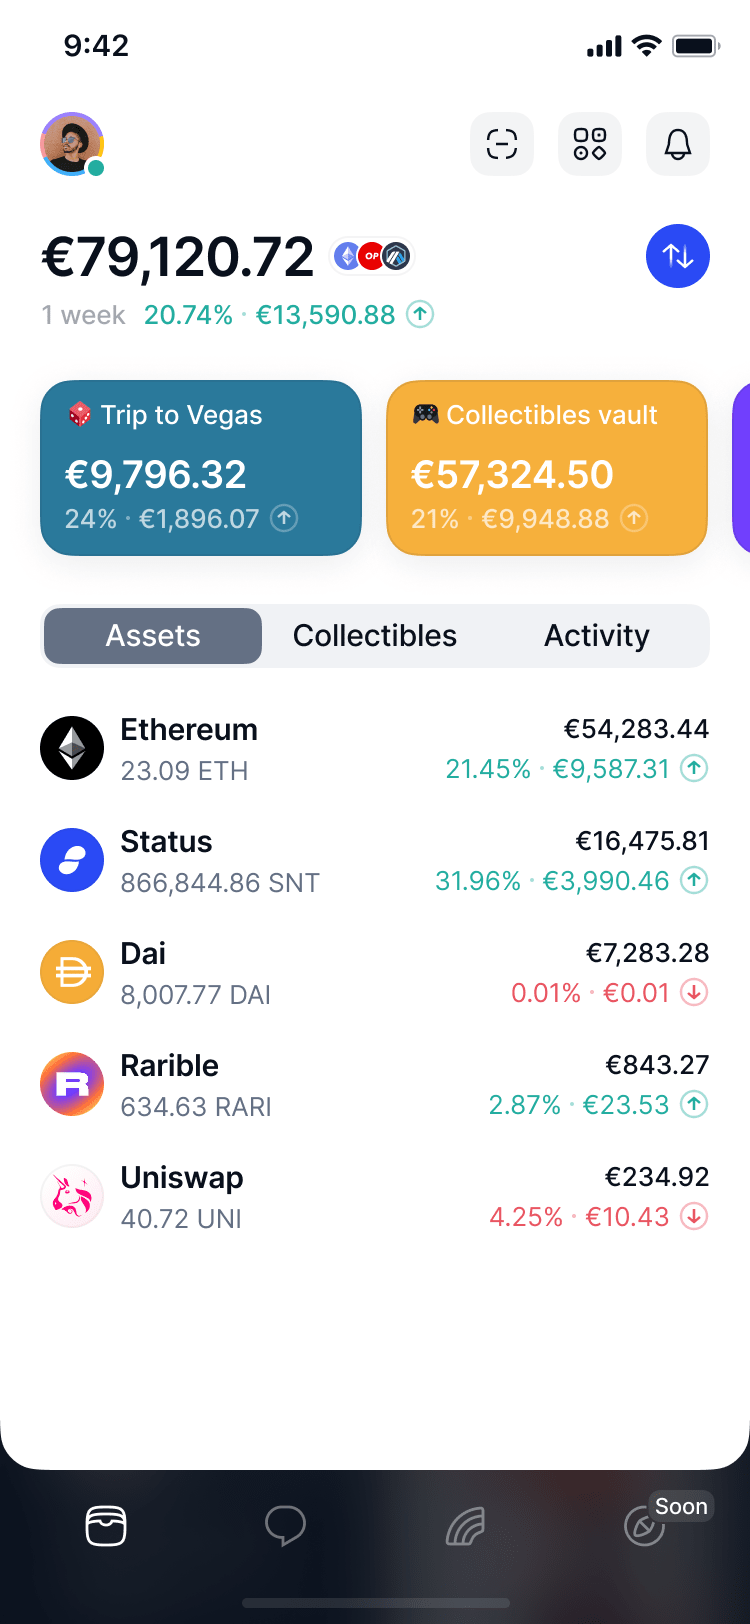 9:42
€79,120.72
OP
1 week 20.74% · €13,590.88
Trip to Vegas
€9,796.32
24% · €1,896.07
Collectibles vault
€57,324.50
21% · €9,948.88
Assets
Collectibles
Activity
Ethereum
€54,283.44
23.09 ETH
21.45% · €9,587.31
Status
€16,475.81
866,844.86 SNT
31.96% · €3,990.46
Dai
€7,283.28
8,007.77 DAI
0.01% · €0.01
Rarible
€843.27
634.63 RARI
2.87% · €23.53
Uniswap
€234.92
40.72 UNI
4.25% · €10.43
Soon